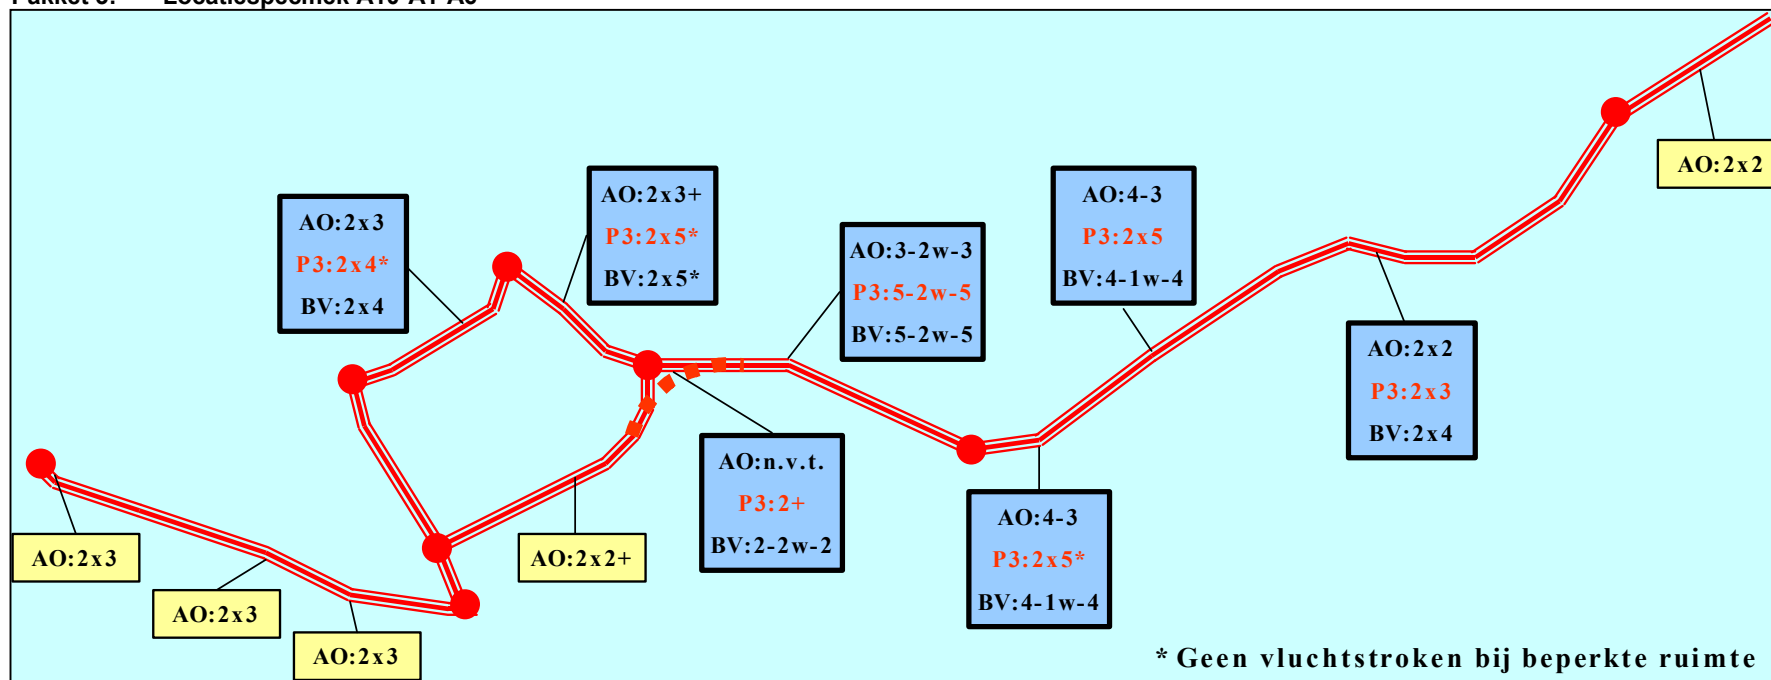 AO:2x2
AO:2x3
P3:2x4*
BV:2x4
AO:2x3+
P3:2x5*
BV:2x5*
AO:3-2w-3
P3:5-2w-5
BV:5-2w-5
AO:4-3
P3:2x5
BV:4-1w-4
AO:2x2
P3:2x3
BV:2x4
AO:n.v.t.
P3:2+
BV:2-2w-2
AO:4-3
P3:2x5*
BV:4-1w-4
AO:2x3
AO:2x3
AO:2x3
AO:2x2+
* Geen vluchtstroken bij beperkte ruimte